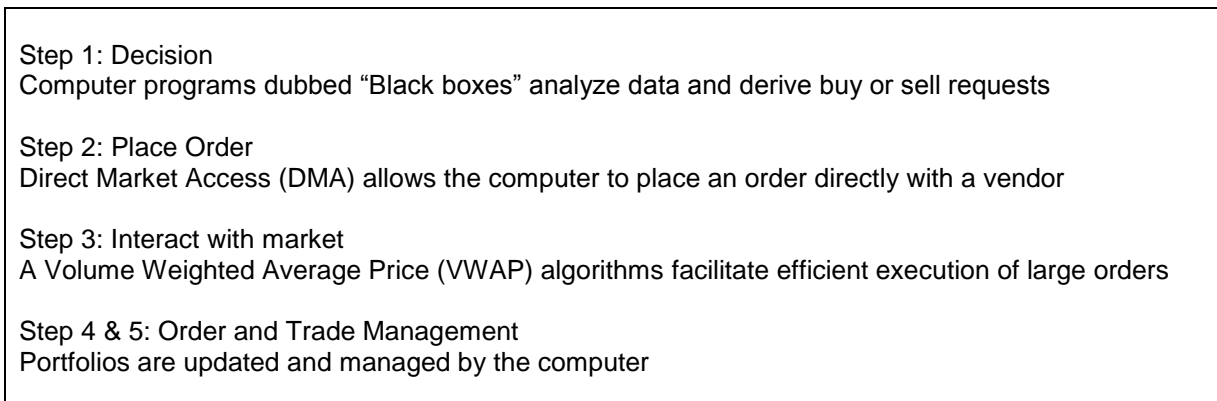 Step 1: Decision
Computer programs dubbed “Black boxes” analyze data and derive buy or sell requests
Step 2: Place Order
Direct Market Access (DMA) allows the computer to place an order directly with a vendor
Step 3: Interact with market
A Volume Weighted Average Price (VWAP) algorithms facilitate efficient execution of large orders
Step 4 & 5: Order and Trade Management
Portfolios are updated and managed by the computer